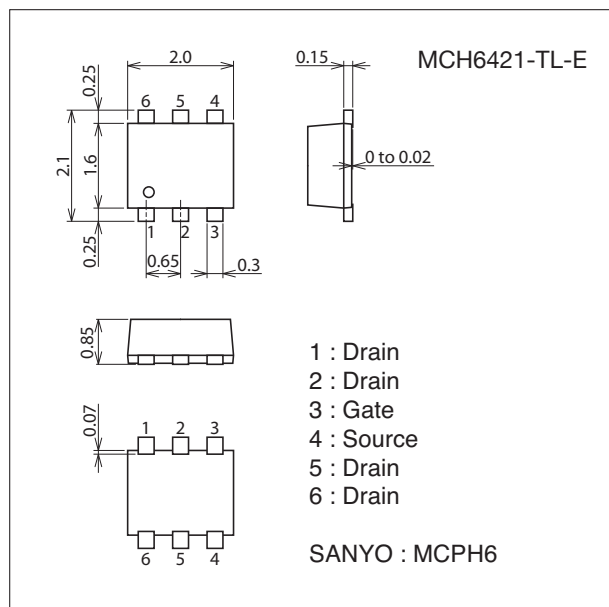 2.0
0.15
MCH6421-TL-E
0.25
6 5 4
2.1
1.6
0 to 0.02
0.25
1 2 3
0.65
0.3
0.85
1 : Drain
2 : Drain
3 : Gate
4 : Source
5 : Drain
6 : Drain
0.07
1 2 3
6 5 4
SANYO : MCPH6